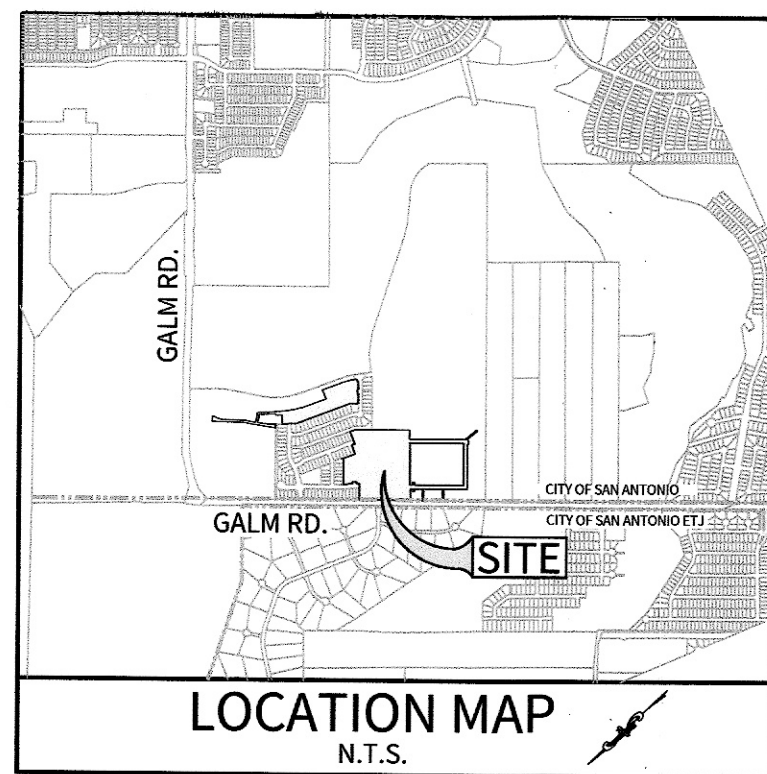 GALM RD.
CITY OF SAN ANTONIO
GALM RD.
CITY OF SAN ANTONIO ETJ
SITE
LOCATION MAP
N.T.S.